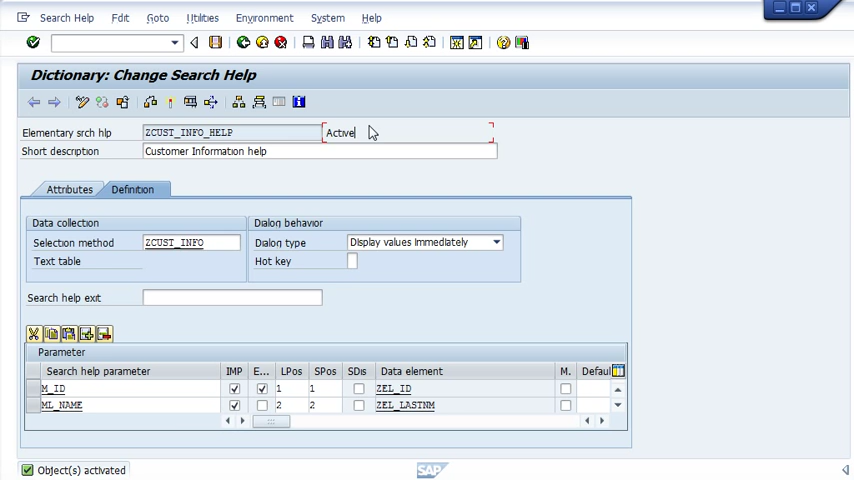 Search Help Edit Goto Utilities Environment System Help
Dictionary: Change Search Help
Elementary srch hlp ZCUST_INFO_HELP Active
Short description Customer Information help
Attributes Definition
Data collection Dialog behavior
Selection method ZCUST_INFO Dialog type Display values immediately
Text table Hot key
Search help exit
Parameter
Search help parameter IMP E... LPos SPos SDis Data element M. Defaul
M_ID 1 1 ZEL_ID
ML_NAME 2 2 ZEL_LASTNM
Object(s) activated SAP